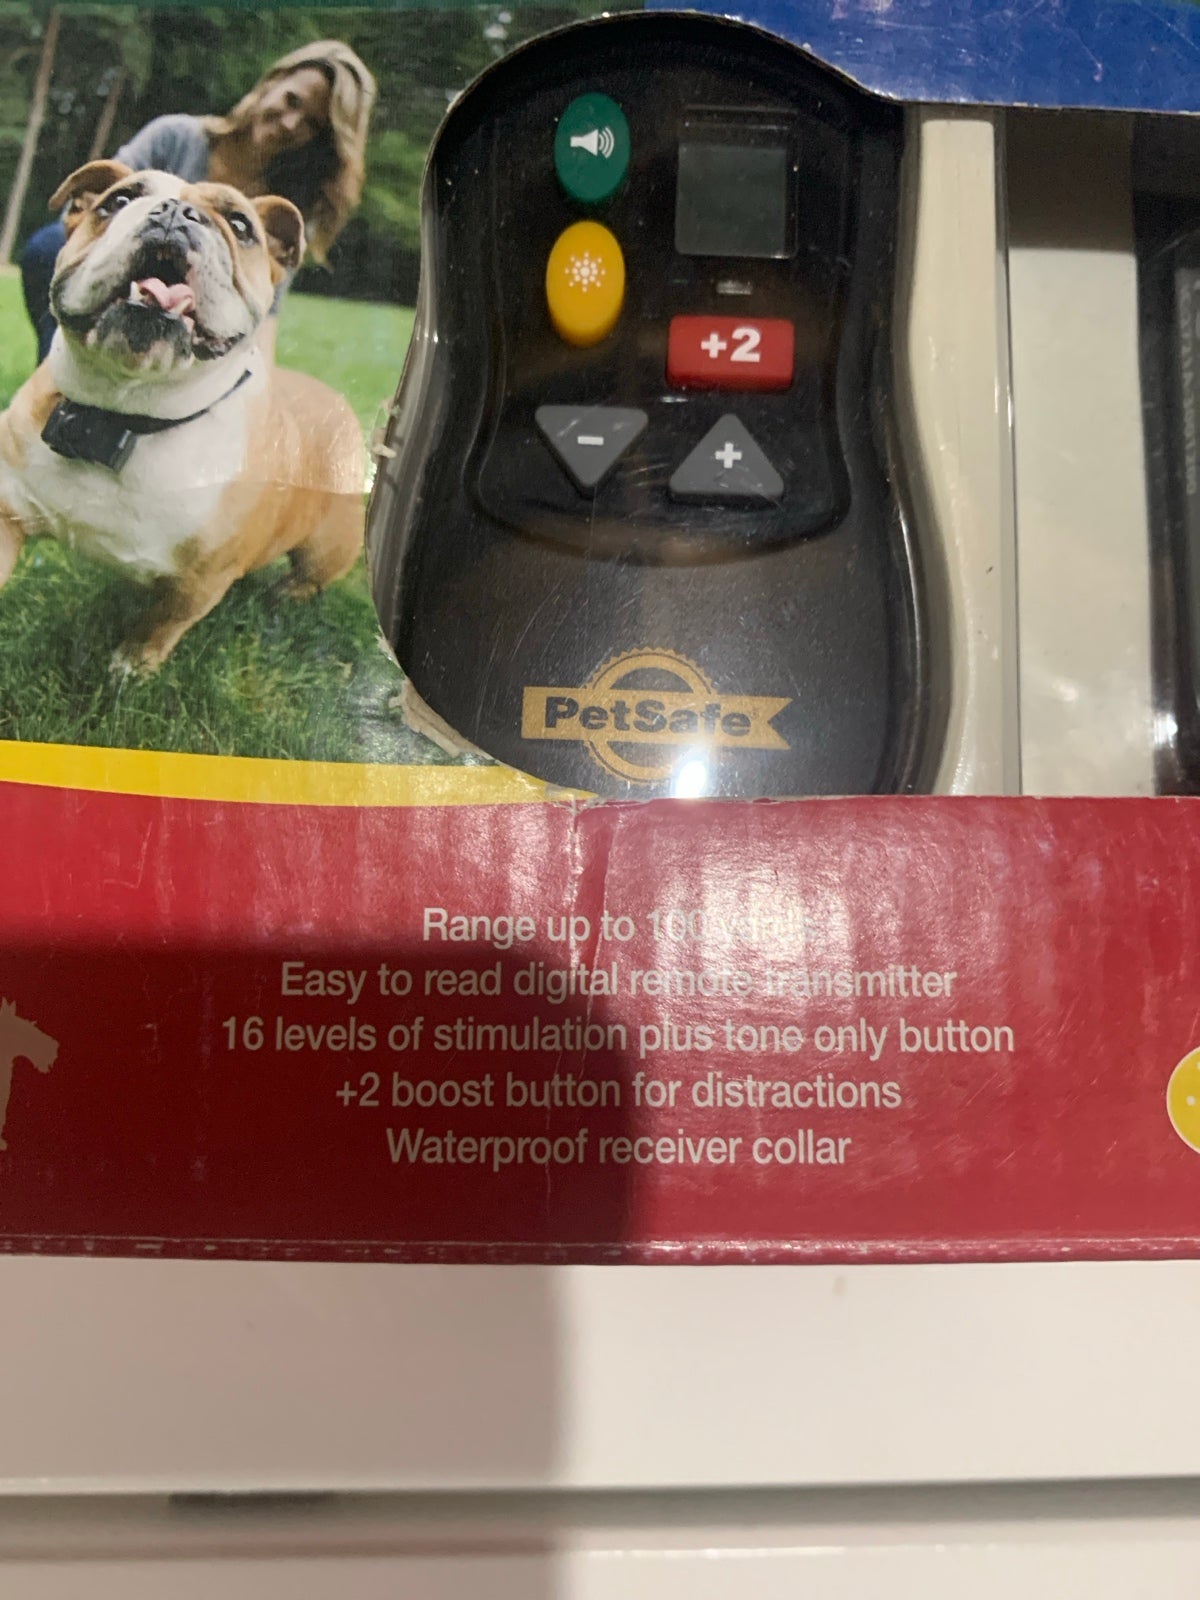 +2
-
+
PetSafe
Range up to 100 yards
Easy to read digital remote transmitter
16 levels of stimulation plus tone only button
+2 boost button for distractions
Waterproof receiver collar